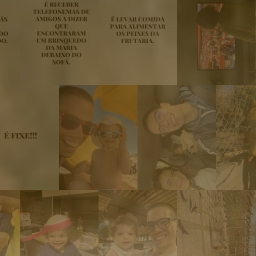 É RECEBER
TELEFONEMAS DE
AMIGOS A DIZER
QUE
ENCONTRARAM
UM BRINQUEDO
DA MARIA
DEBAIXO DO
SOFÁ.
É LEVAR COMIDA
PARA ALIMENTAR
OS PEIXES DA
FRUTARIA.
É FIXE!!!